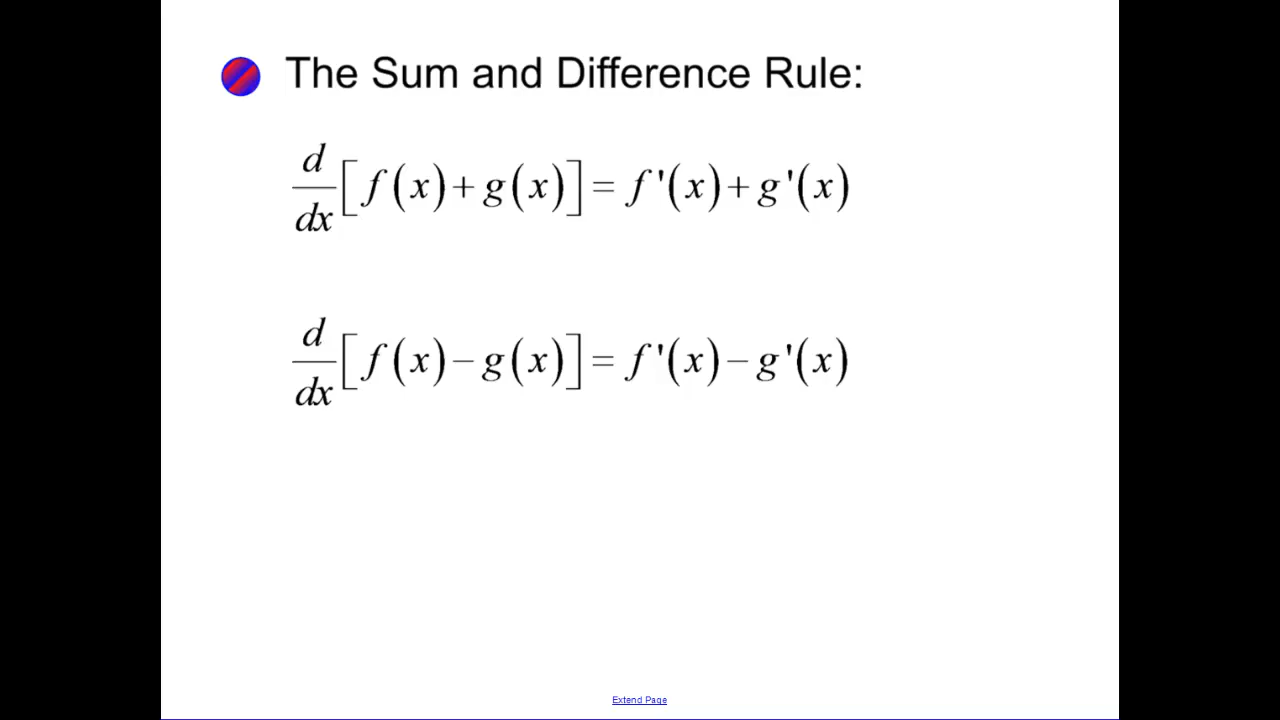 The Sum and Difference Rule:
d/dx [f(x)+g(x)] = f'(x)+g'(x)
d/dx [f(x)−g(x)] = f'(x)−g'(x)
Extend Page